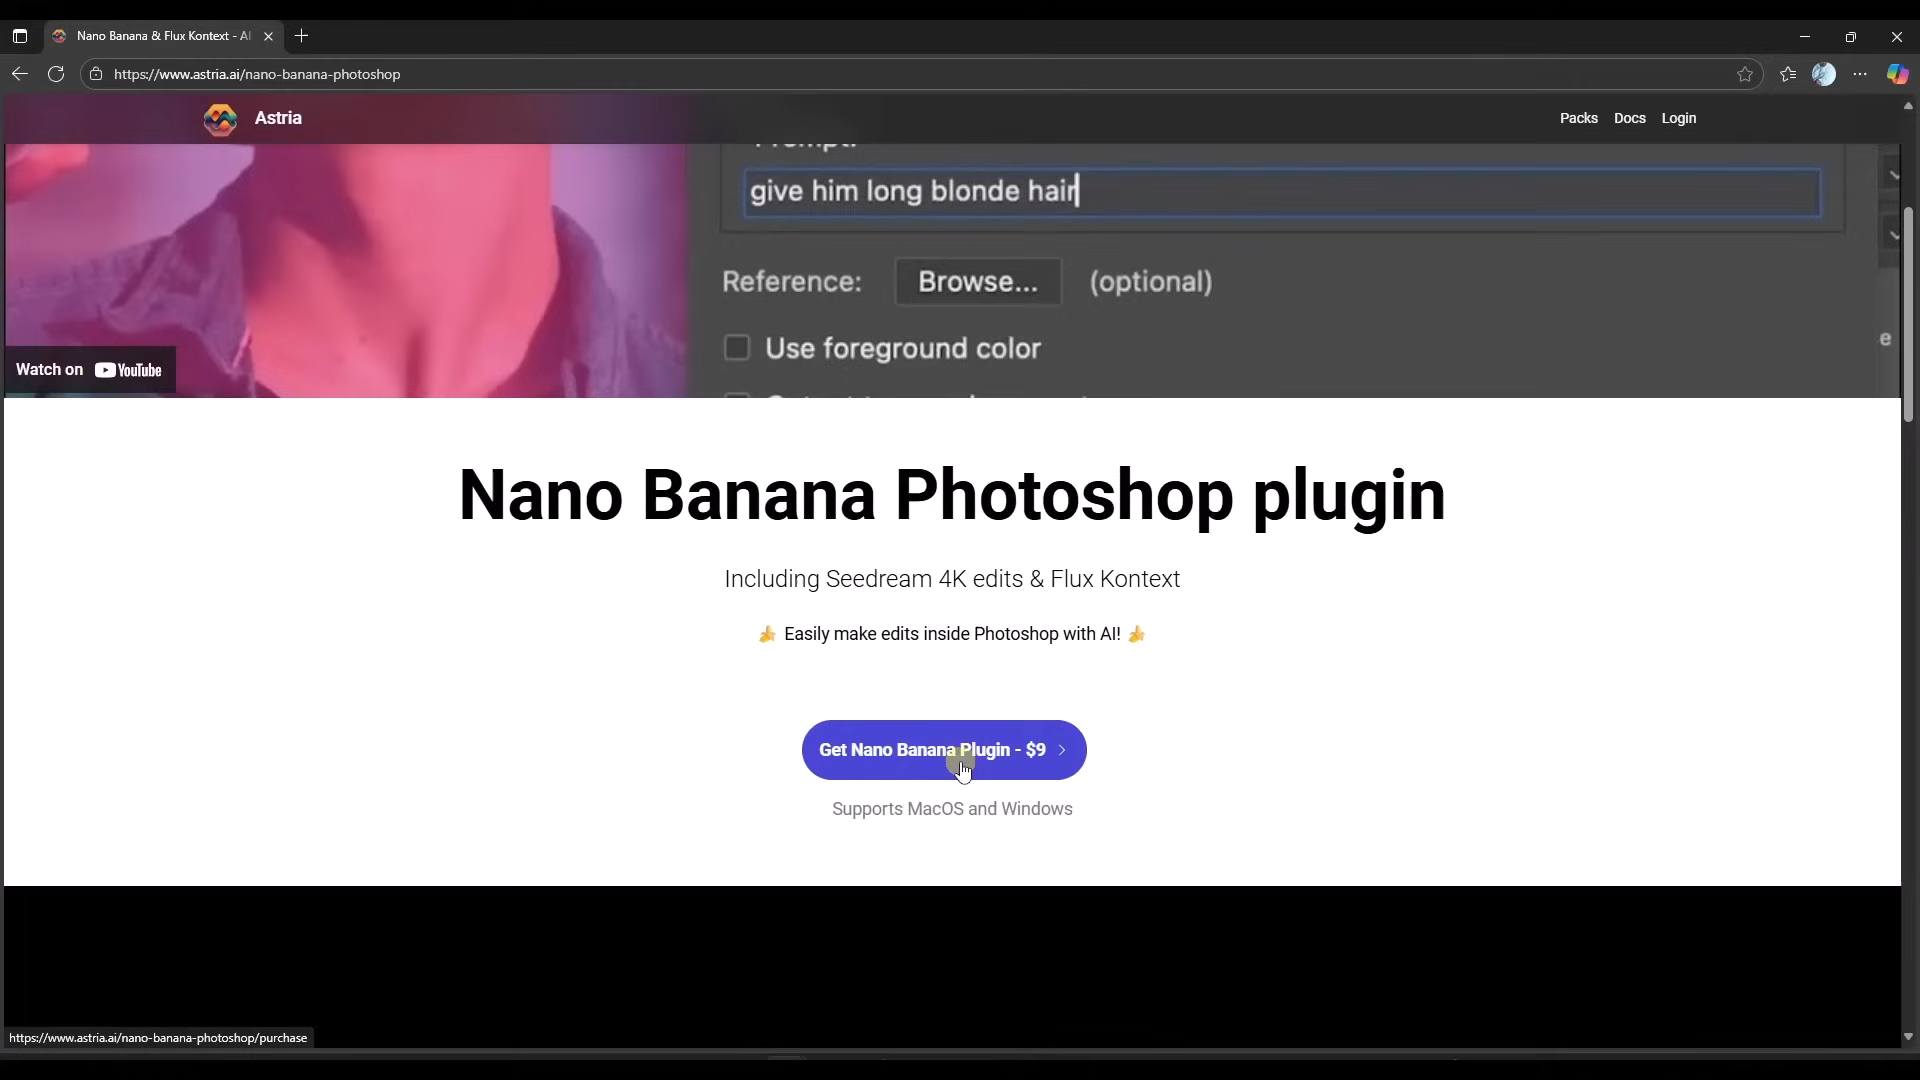 Nano Banana & Flux Kontext - AI
https://www.astria.ai/nano-banana-photoshop
Astria
Packs Docs Login
Prompt:
give him long blonde hair
Reference: Browse... (optional)
Use foreground color
e
Watch on YouTube
Nano Banana Photoshop plugin
Including Seedream 4K edits & Flux Kontext
🍌 Easily make edits inside Photoshop with AI! 🍌
Get Nano Banana Plugin - $9
Supports MacOS and Windows
https://www.astria.ai/nano-banana-photoshop/purchase